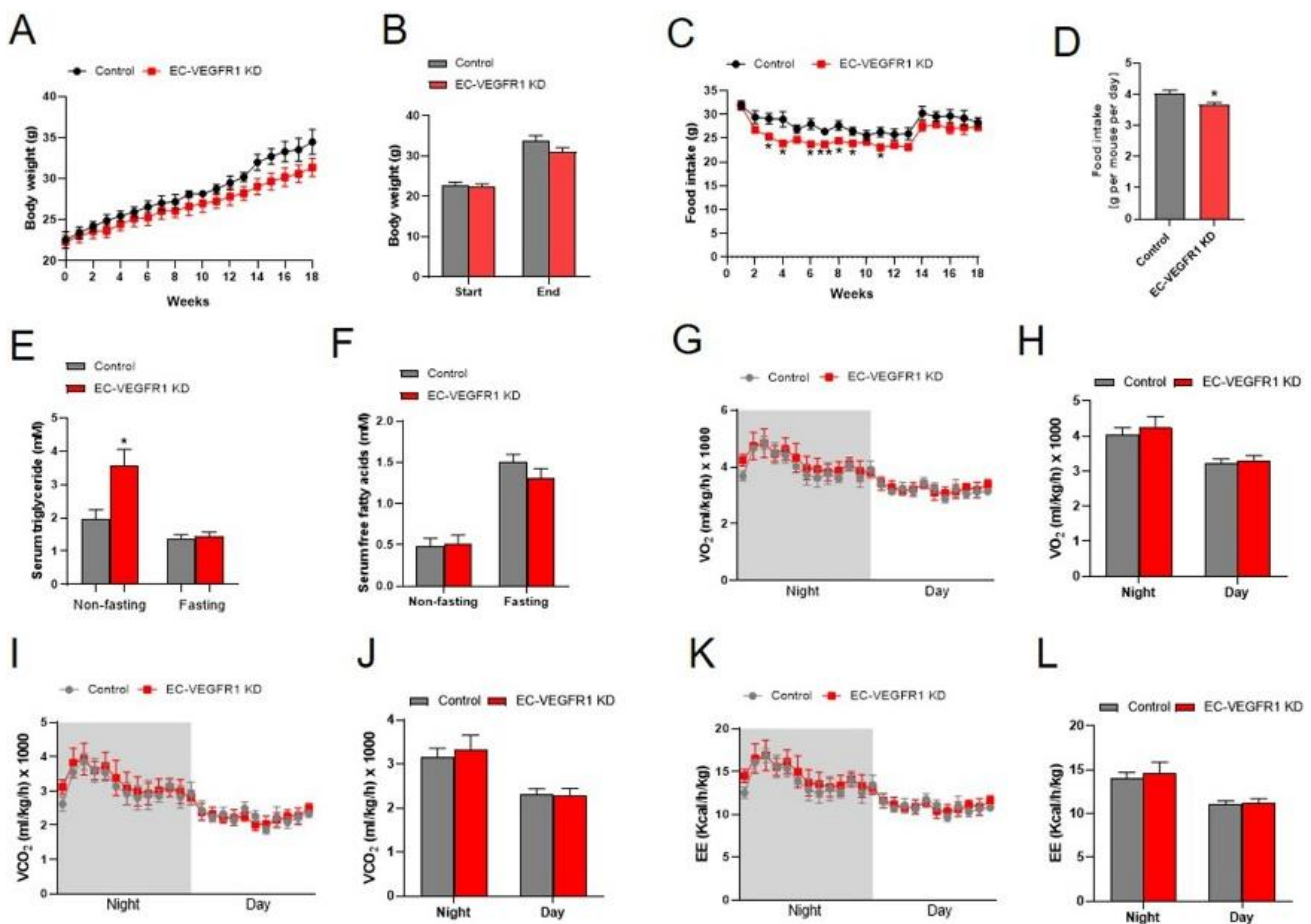 A
Control EC-VEGFR1 KD
Body weight (g)
40
35
30
25
20
0 2 4 6 8 10 12 14 16 18
Weeks
B
Control
EC-VEGFR1 KD
Body weight (g)
40
30
20
10
0
Start End
C
Control EC-VEGFR1 KD
Food intake (g)
35
30
25
20
15
10
5
0
* * * * * * * *
0 2 4 6 8 10 12 14 16 18
Weeks
D
Food intake
[g per mouse per day)
5
4
3
2
1
0
*
Control
EC-VEGFR1 KD
E
Control
EC-VEGFR1 KD
Serum triglyceride (mM)
5
4
3
2
1
0
*
Non-fasting Fasting
F
Control
EC-VEGFR1 KD
Serum free fatty acids (mM)
2.0
1.5
1.0
0.5
0.0
Non-fasting Fasting
G
Control EC-VEGFR1 KD
VO2 (ml/kg/h) x 1000
6
4
2
0
Night Day
H
Control EC-VEGFR1 KD
VO2 (ml/kg/h) x 1000
5
4
3
2
1
0
Night Day
I
Control EC-VEGFR1 KD
VCO2 (ml/kg/h) x 1000
5
4
3
2
1
0
Night Day
J
Control EC-VEGFR1 KD
VCO2 (ml/kg/h) x 1000
4
3
2
1
0
Night Day
K
Control EC-VEGFR1 KD
EE (Kcal/h/kg)
20
15
10
5
0
Night Day
L
Control EC-VEGFR1 KD
EE (Kcal/h/kg)
20
15
10
5
0
Night Day